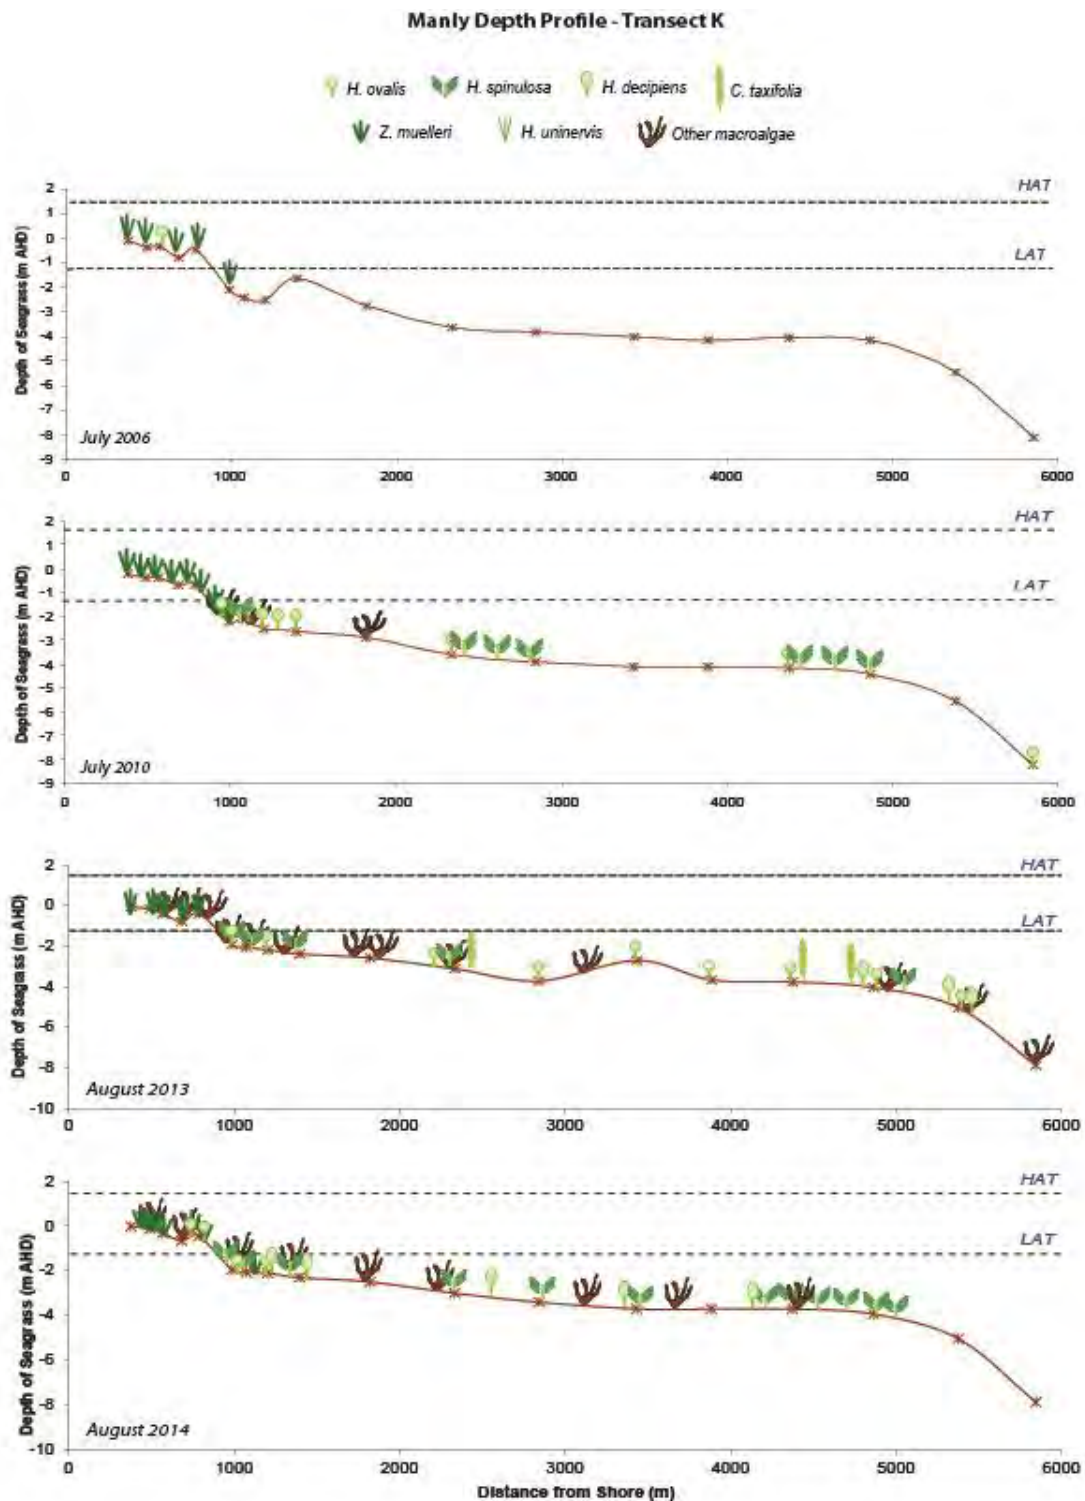 Manly Depth Profile - Transect K
H. ovalis H. spinulosa H. decipiens C. taxifolia
Z. muelleri H. uninervis Other macroalgae
Depth of Seagrass (m AHD)
2
1
0
-1
-2
-3
-4
-5
-6
-7
-8
-9
HAT
LAT
July 2006
0 1000 2000 3000 4000 5000 6000
Depth of Seagrass (m AHD)
2
1
0
-1
-2
-3
-4
-5
-6
-7
-8
-9
HAT
LAT
July 2010
0 1000 2000 3000 4000 5000 6000
Depth of Seagrass (m AHD)
2
0
-2
-4
-6
-8
-10
HAT
LAT
August 2013
0 1000 2000 3000 4000 5000 6000
Depth of Seagrass (m AHD)
2
0
-2
-4
-6
-8
-10
HAT
LAT
August 2014
0 1000 2000 3000 4000 5000 6000
Distance from Shore (m)